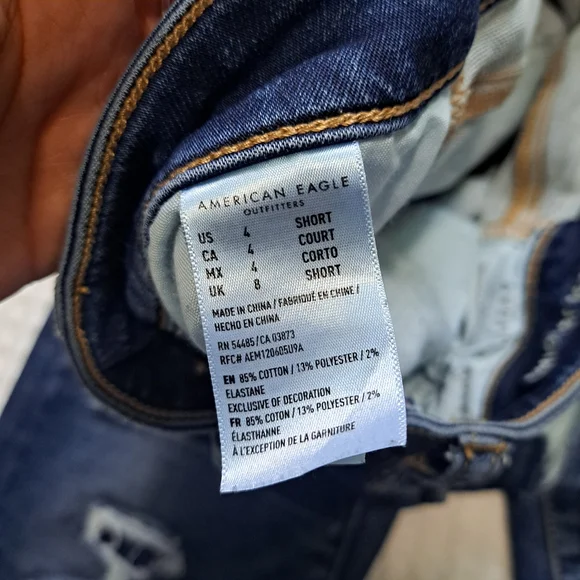 AMERICAN EAGLE
OUTFITTERS
US 4 SHORT
CA 4 COURT
MX 4 CORTO
UK 8 SHORT
MADE IN CHINA / FABRIQUÉ EN CHINE /
HECHO EN CHINA
RN 54485 / CA 03873
RFC# AEM120605U9A
EN 85% COTTON / 13% POLYESTER / 2%
ELASTANE
EXCLUSIVE OF DECORATION
FR 85% COTON / 13% POLYESTER / 2%
ÉLASTHANNE
À L'EXCEPTION DE LA GARNITURE